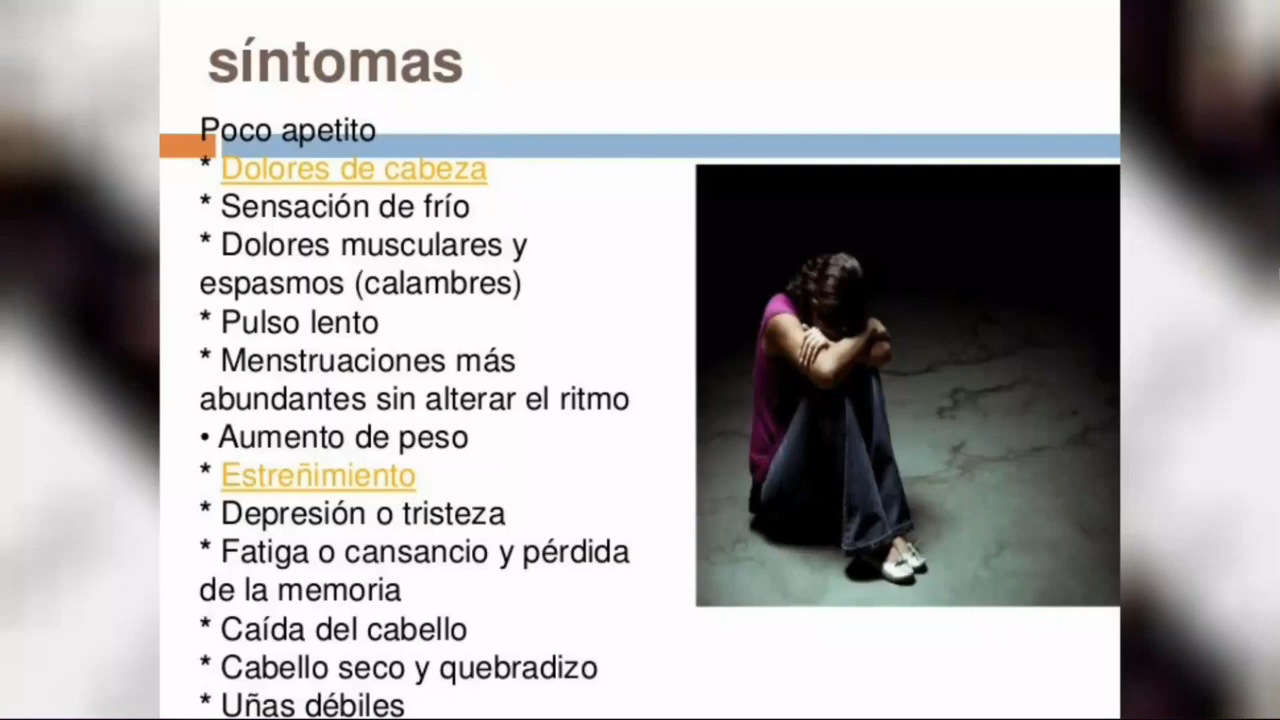 síntomas
Poco apetito
* Dolores de cabeza
* Sensación de frío
* Dolores musculares y
espasmos (calambres)
* Pulso lento
* Menstruaciones más
abundantes sin alterar el ritmo
• Aumento de peso
* Estreñimiento
* Depresión o tristeza
* Fatiga o cansancio y pérdida
de la memoria
* Caída del cabello
* Cabello seco y quebradizo
* Uñas débiles